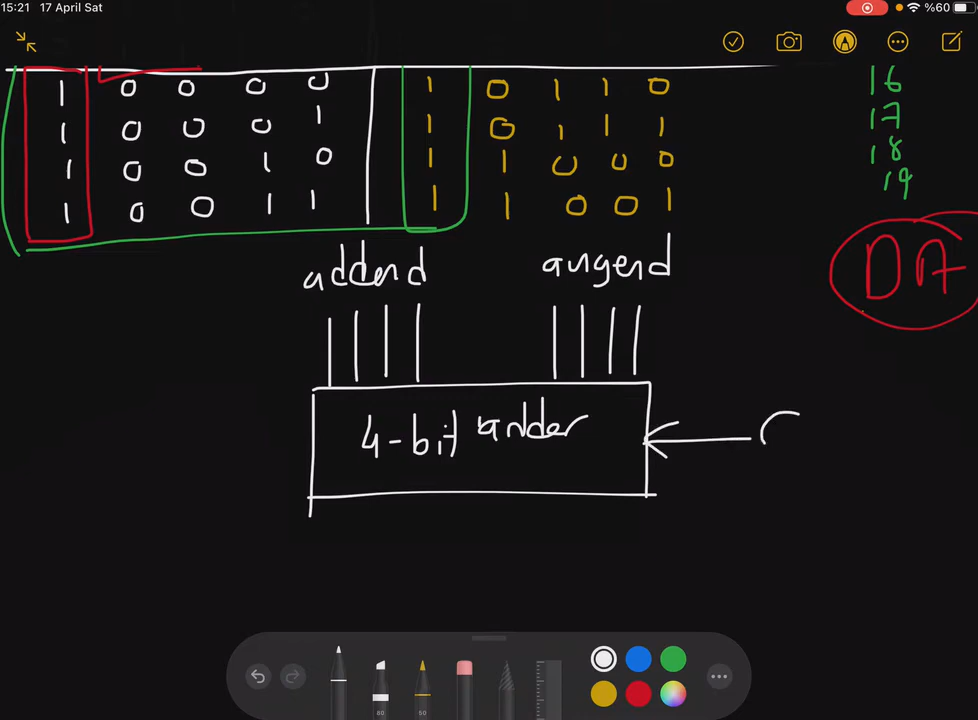 15:21 17 April Sat %60
1 0 0 0 0 1 0 1 1 0 16
1 0 0 0 1 1 0 1 1 1 17
1 0 0 1 0 1 1 0 0 0 18
1 0 0 1 1 1 1 0 0 1 19
addend augend DA
4-bit adder C
80 50